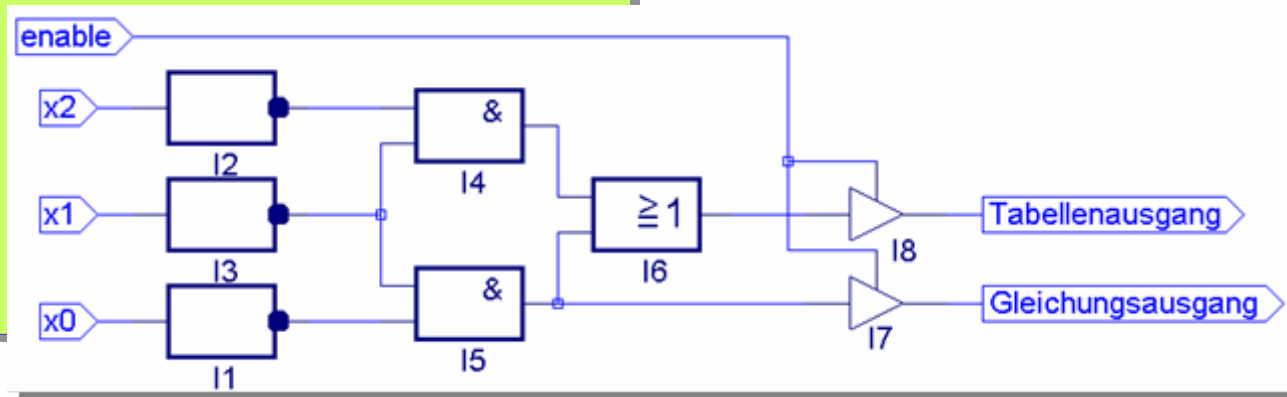 enable
x2
I2
&
I4
x1
I3
≧1
I6
Tabellenausgang
I8
x0
I1
&
I5
Gleichungsausgang
I7